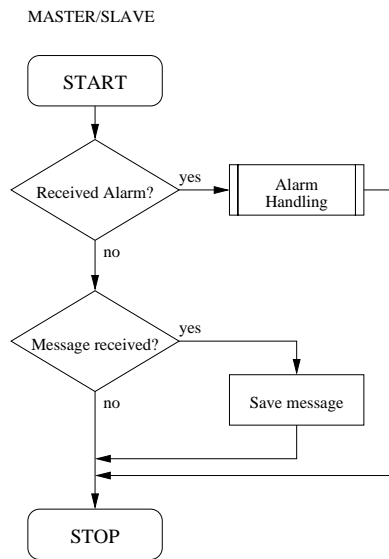 MASTER/SLAVE
START
Received Alarm?
yes
Alarm
Handling
no
Message received?
yes
Save message
no
STOP